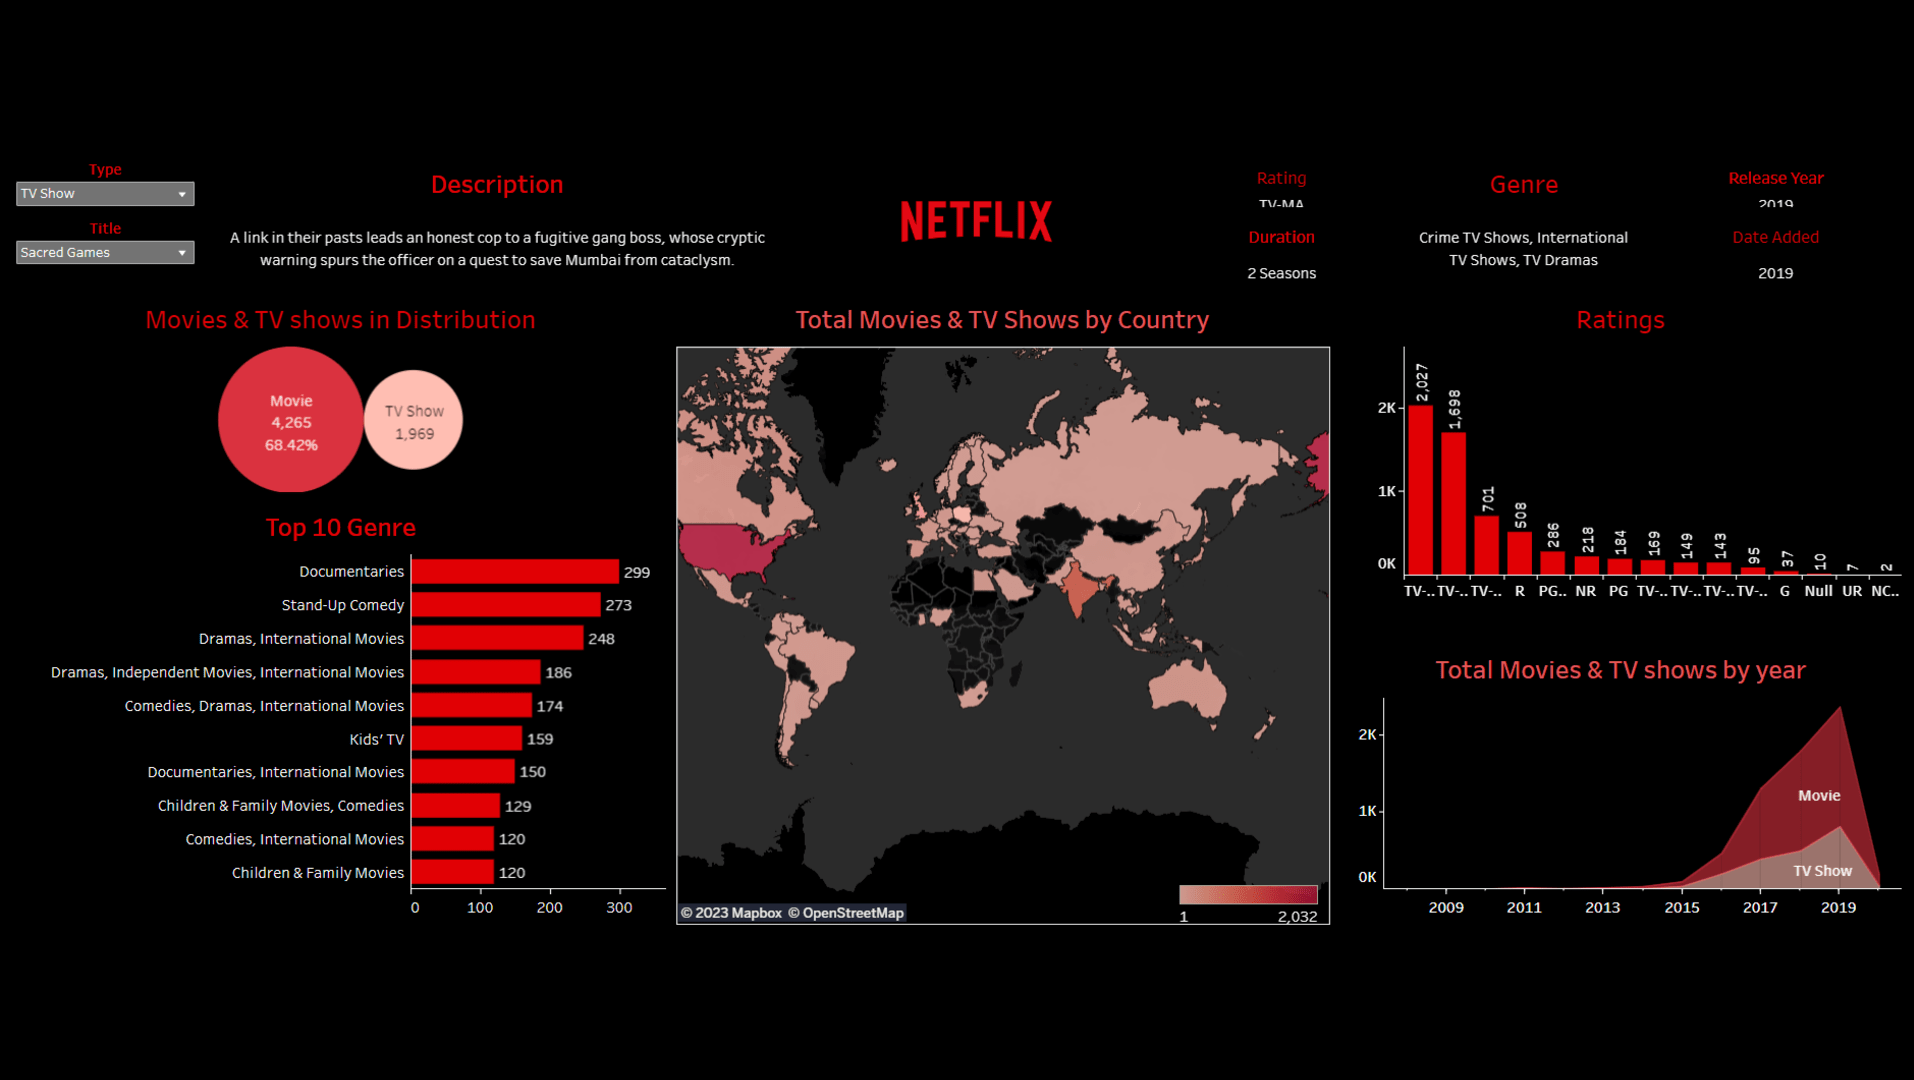 Type
TV Show
Title
Sacred Games
Description
A link in their pasts leads an honest cop to a fugitive gang boss, whose cryptic
warning spurs the officer on a quest to save Mumbai from cataclysm.
NETFLIX
Rating
TV-MA
Duration
2 Seasons
Genre
Crime TV Shows, International
TV Shows, TV Dramas
Release Year
2019
Date Added
2019
Movies & TV shows in Distribution
Movie
4,265
68.42%
TV Show
1,969
Top 10 Genre
Documentaries 299
Stand-Up Comedy 273
Dramas, International Movies 248
Dramas, Independent Movies, International Movies 186
Comedies, Dramas, International Movies 174
Kids' TV 159
Documentaries, International Movies 150
Children & Family Movies, Comedies 129
Comedies, International Movies 120
Children & Family Movies 120
0 100 200 300
Total Movies & TV Shows by Country
© 2023 Mapbox © OpenStreetMap
1 2,032
Ratings
2K
1K
0K
2,027 1,698 701 508 286 218 184 169 149 143 95 37 10 7 2
TV-.. TV-.. TV-.. R PG.. NR PG TV-.. TV-.. TV-.. TV-.. G Null UR NC..
Total Movies & TV shows by year
2K
1K
0K
Movie
TV Show
2009 2011 2013 2015 2017 2019